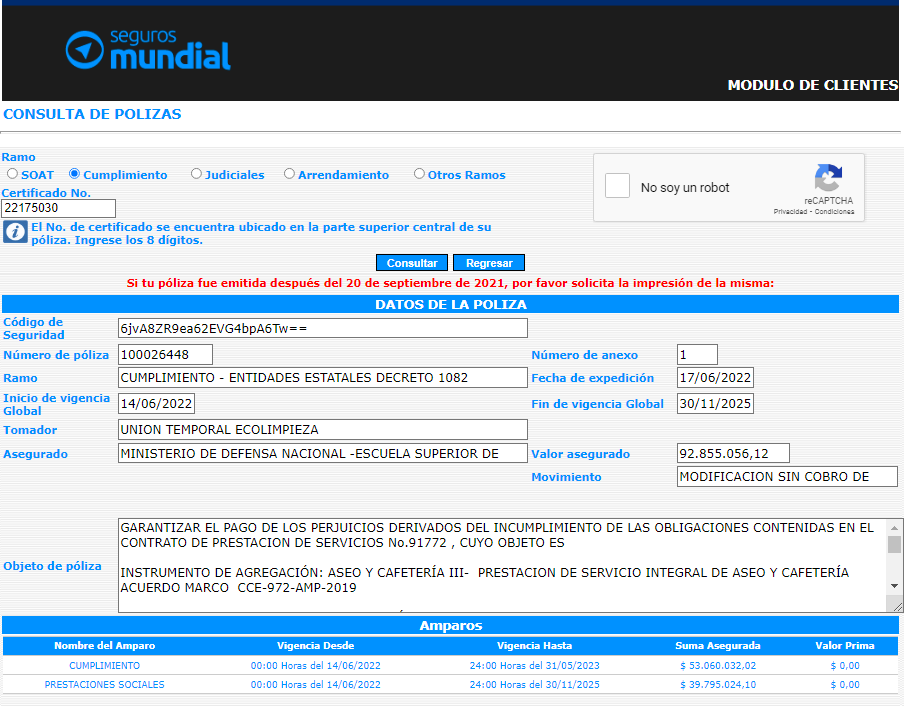 seguros
mundial
MODULO DE CLIENTES
CONSULTA DE POLIZAS
Ramo
SOAT Cumplimiento Judiciales Arrendamiento Otros Ramos
Certificado No.
22175030
El No. de certificado se encuentra ubicado en la parte superior central de su
póliza. Ingrese los 8 dígitos.
No soy un robot
reCAPTCHA
Privacidad - Condiciones
Consultar Regresar
Si tu póliza fue emitida después del 20 de septiembre de 2021, por favor solicita la impresión de la misma:
DATOS DE LA POLIZA
Código de
Seguridad
6jvA8ZR9ea62EVG4bpA6Tw==
Número de póliza 100026448 Número de anexo 1
Ramo CUMPLIMIENTO - ENTIDADES ESTATALES DECRETO 1082 Fecha de expedición 17/06/2022
Inicio de vigencia
Global
14/06/2022 Fin de vigencia Global 30/11/2025
Tomador UNION TEMPORAL ECOLIMPIEZA
Asegurado MINISTERIO DE DEFENSA NACIONAL -ESCUELA SUPERIOR DE Valor asegurado 92.855.056,12
Movimiento MODIFICACION SIN COBRO DE
Objeto de póliza
GARANTIZAR EL PAGO DE LOS PERJUICIOS DERIVADOS DEL INCUMPLIMIENTO DE LAS OBLIGACIONES CONTENIDAS EN EL
CONTRATO DE PRESTACION DE SERVICIOS No.91772 , CUYO OBJETO ES
INSTRUMENTO DE AGREGACIÓN: ASEO Y CAFETERÍA III- PRESTACION DE SERVICIO INTEGRAL DE ASEO Y CAFETERÍA
ACUERDO MARCO CCE-972-AMP-2019
Amparos
Nombre del Amparo Vigencia Desde Vigencia Hasta Suma Asegurada Valor Prima
CUMPLIMIENTO 00:00 Horas del 14/06/2022 24:00 Horas del 31/05/2023 $ 53.060.032,02 $ 0,00
PRESTACIONES SOCIALES 00:00 Horas del 14/06/2022 24:00 Horas del 30/11/2025 $ 39.795.024,10 $ 0,00